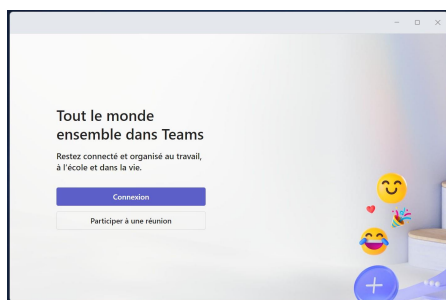 Tout le monde
ensemble dans Teams
Restez connecté et organisé au travail,
à l'école et dans la vie.
Connexion
Participer à une réunion